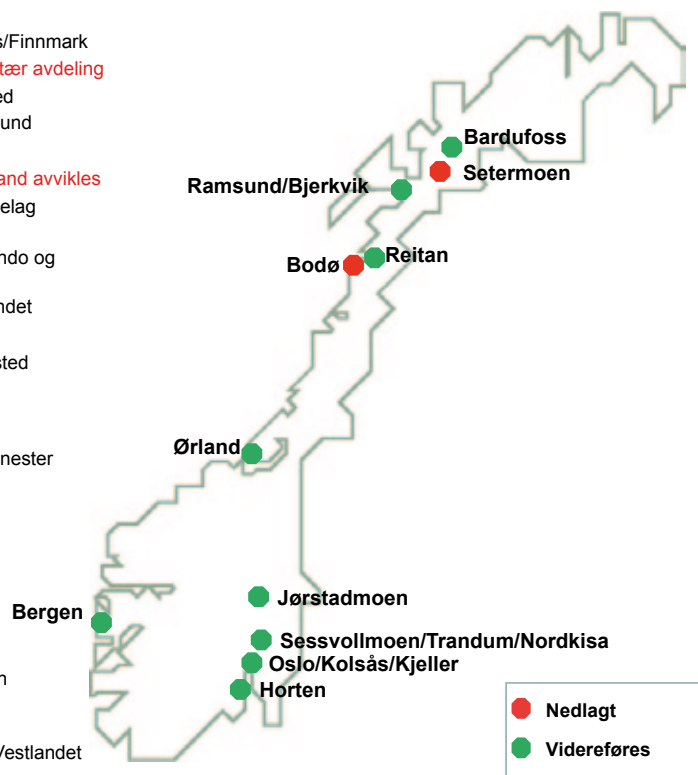 s/Finnmark
tær avdeling
ed
und
and avvikles
elag
ndo og
ndet
sted
nester
n
Vestlandet
Bardufoss
Setermoen
Ramsund/Bjerkvik
Reitan
Bodø
Ørland
Jørstadmoen
Bergen
Sessvollmoen/Trandum/Nordkisa
Oslo/Kolsås/Kjeller
Horten
Nedlagt
Videreføres